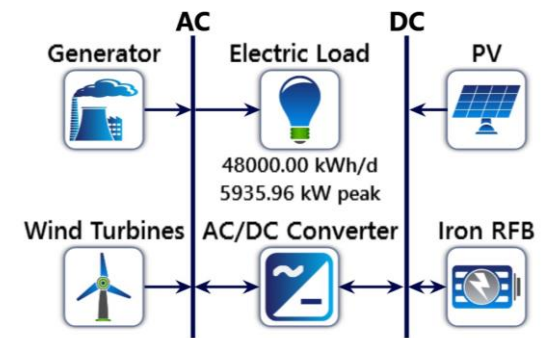 AC DC
Generator Electric Load PV
48000.00 kWh/d
5935.96 kW peak
Wind Turbines AC/DC Converter Iron RFB